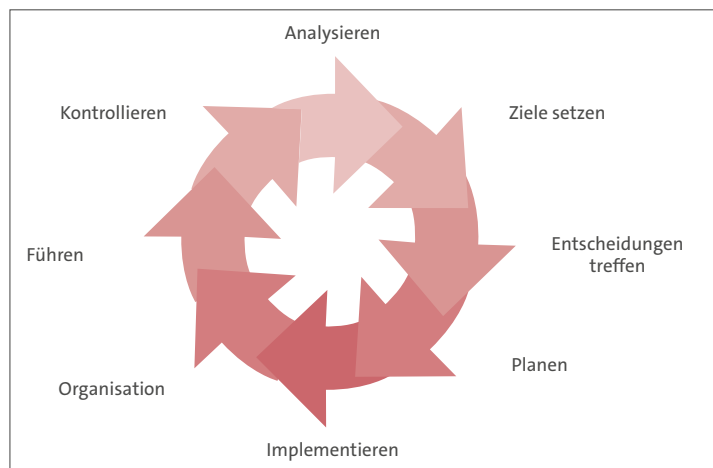 Analysieren
Ziele setzen
Entscheidungen
treffen
Planen
Implementieren
Organisation
Führen
Kontrollieren